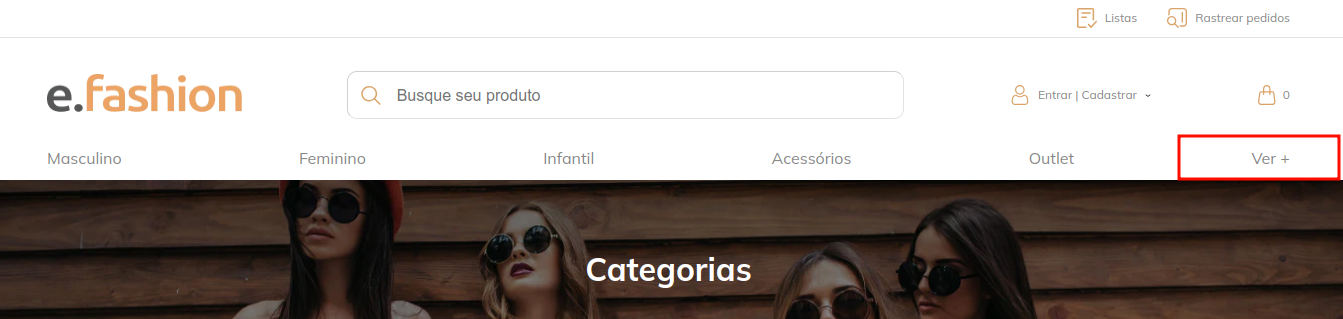 Listas Rastrear pedidos
e.fashion Busque seu produto Entrar | Cadastrar 0
Masculino Feminino Infantil Acessórios Outlet Ver +
Categorias